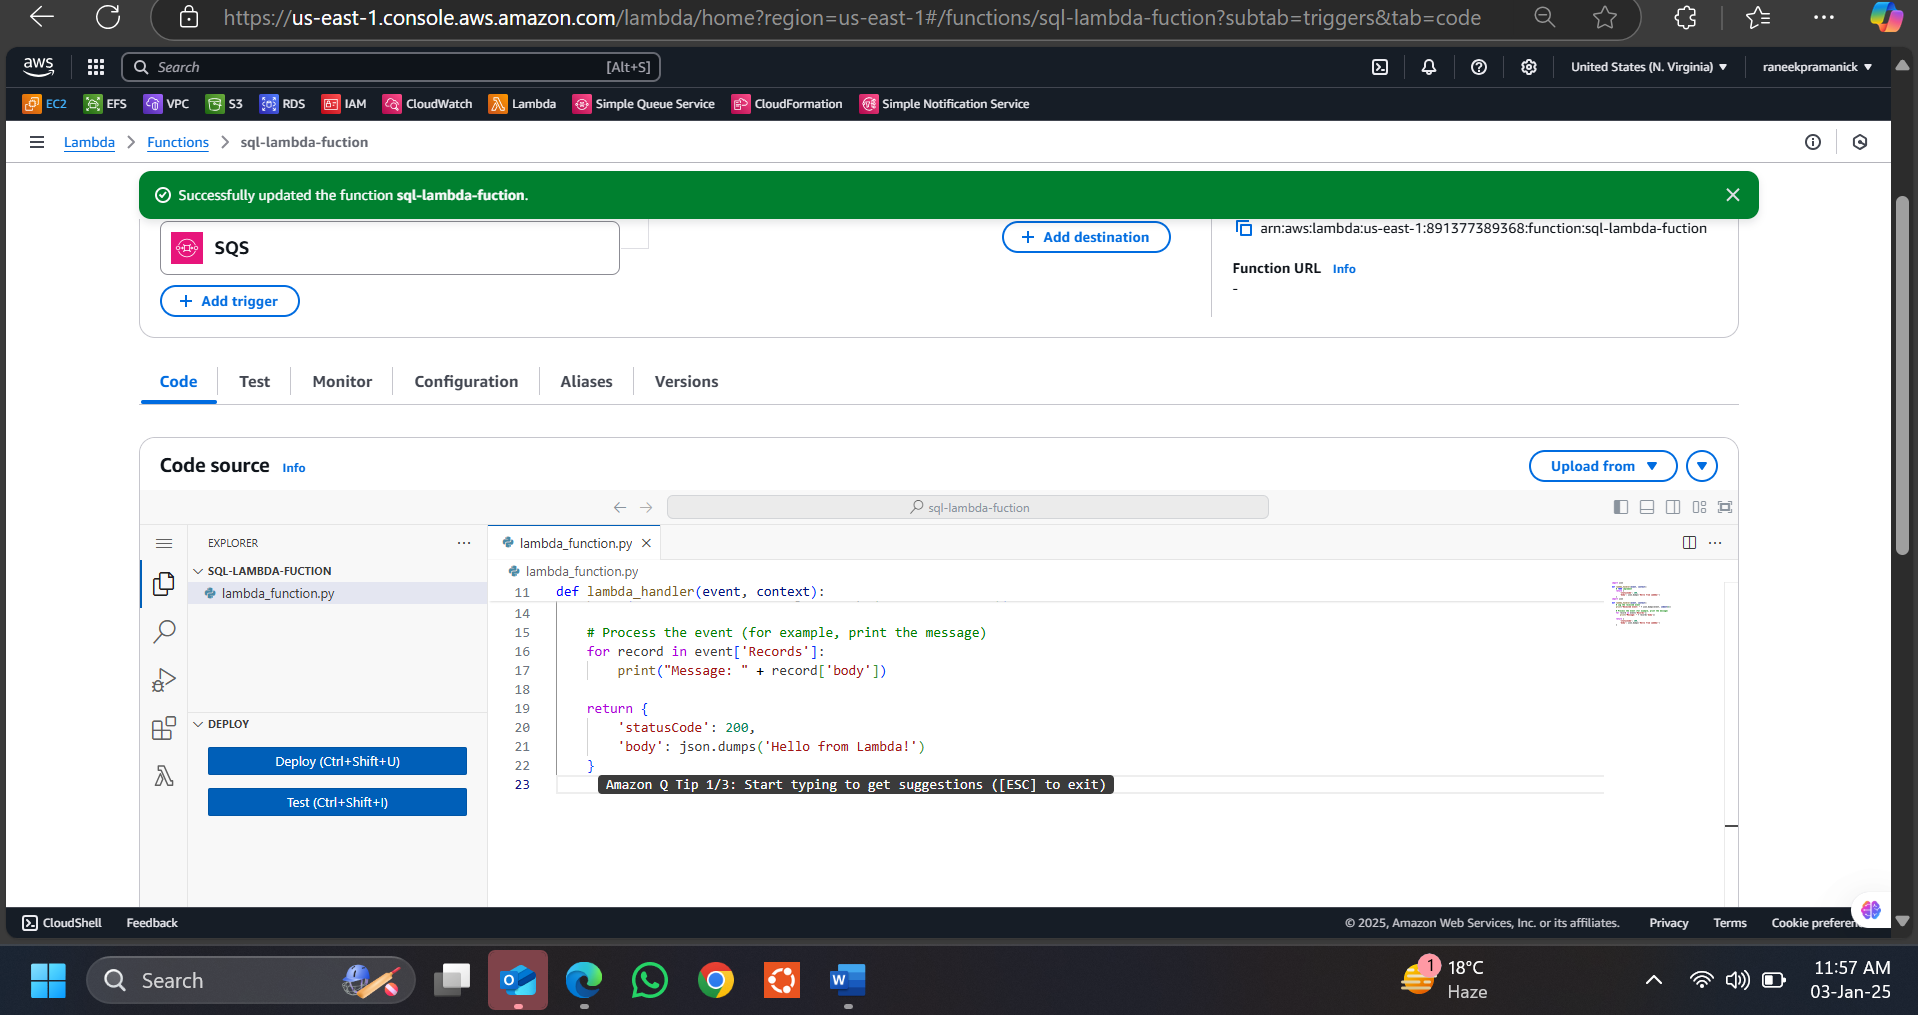 https://us-east-1.console.aws.amazon.com/lambda/home?region=us-east-1#/functions/sql-lambda-fuction?subtab=triggers&tab=code
aws
Search [Alt+S]
United States (N. Virginia)
raneekpramanick
EC2 EFS VPC S3 RDS IAM CloudWatch Lambda Simple Queue Service CloudFormation Simple Notification Service
Lambda > Functions > sql-lambda-fuction
Successfully updated the function sql-lambda-fuction.
SQS
+ Add destination
arn:aws:lambda:us-east-1:891377389368:function:sql-lambda-fuction
Function URL Info
-
+ Add trigger
Code Test Monitor Configuration Aliases Versions
Code source Info
Upload from
sql-lambda-fuction
EXPLORER
SQL-LAMBDA-FUCTION
lambda_function.py
DEPLOY
Deploy (Ctrl+Shift+U)
Test (Ctrl+Shift+I)
lambda_function.py
lambda_function.py
11 def lambda_handler(event, context):
14
15 # Process the event (for example, print the message)
16 for record in event['Records']:
17 print("Message: " + record['body'])
18
19 return {
20 'statusCode': 200,
21 'body': json.dumps('Hello from Lambda!')
22 }
23 Amazon Q Tip 1/3: Start typing to get suggestions ([ESC] to exit)
CloudShell Feedback
© 2025, Amazon Web Services, Inc. or its affiliates. Privacy Terms Cookie preferen
Search
1
18°C
Haze
11:57 AM
03-Jan-25